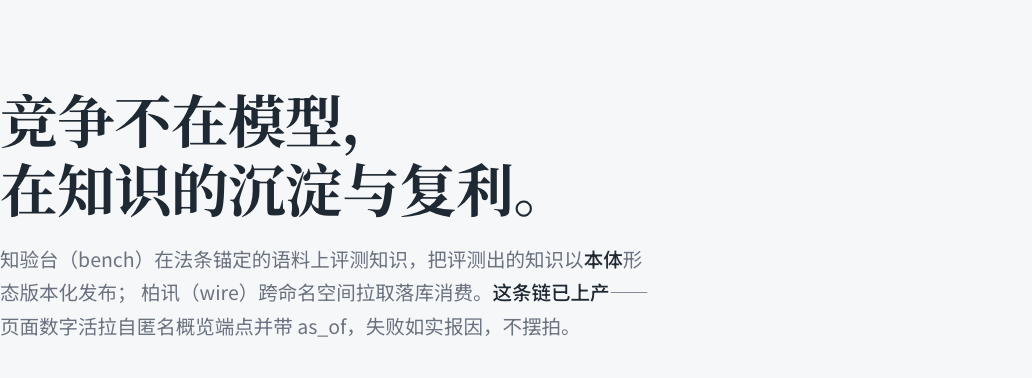 竞争不在模型，
在知识的沉淀与复利。
知验台（bench）在法条锚定的语料上评测知识，把评测出的知识以本体形
态版本化发布； 柏讯（wire）跨命名空间拉取落库消费。这条链已上产——
页面数字活拉自匿名概览端点并带 as_of，失败如实报因，不摆拍。